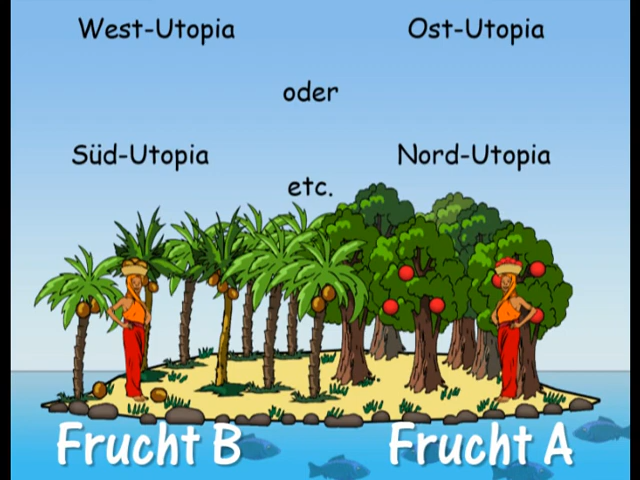 West-Utopia Ost-Utopia
oder
Süd-Utopia Nord-Utopia
etc.
Frucht B Frucht A